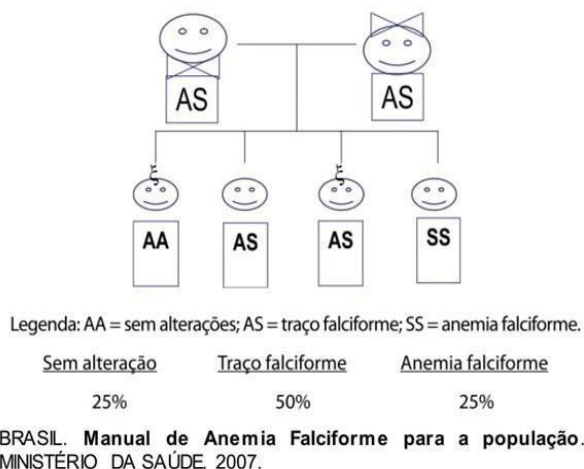 AS AS
AA AS AS SS
Legenda: AA = sem alterações; AS = traço falciforme; SS = anemia falciforme.
Sem alteração Traço falciforme Anemia falciforme
25% 50% 25%
BRASIL. Manual de Anemia Falciforme para a população.
MINISTÉRIO DA SAÚDE, 2007.